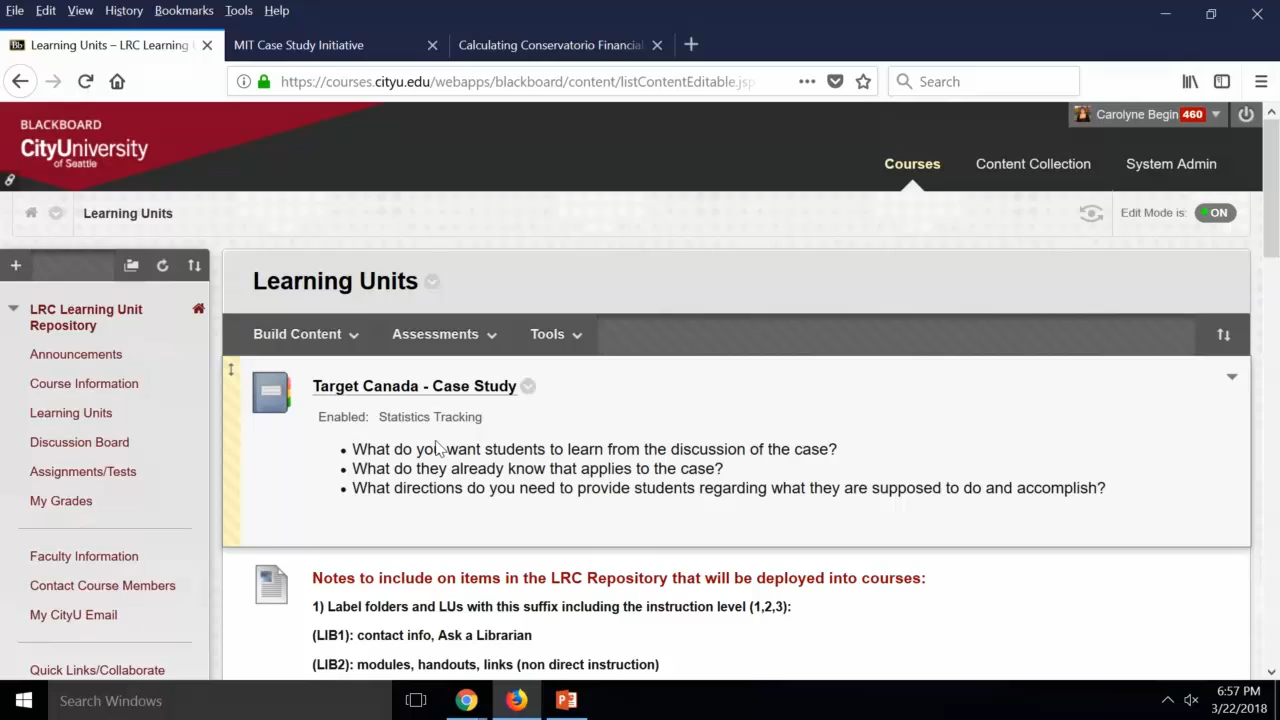 File Edit View History Bookmarks Tools Help
Bb Learning Units – LRC Learning
MIT Case Study Initiative
Calculating Conservatorio Financia
https://courses.cityu.edu/webapps/blackboard/content/listContentEditable.jsp
Search
BLACKBOARD
CityUniversity
of Seattle
Carolyne Begin 460
Courses Content Collection System Admin
Learning Units
Edit Mode is: ON
LRC Learning Unit
Repository
Announcements
Course Information
Learning Units
Discussion Board
Assignments/Tests
My Grades
Faculty Information
Contact Course Members
My CityU Email
Quick Links/Collaborate
Learning Units
Build Content Assessments Tools
Target Canada - Case Study
Enabled: Statistics Tracking
• What do you want students to learn from the discussion of the case?
• What do they already know that applies to the case?
• What directions do you need to provide students regarding what they are supposed to do and accomplish?
Notes to include on items in the LRC Repository that will be deployed into courses:
1) Label folders and LUs with this suffix including the instruction level (1,2,3):
(LIB1): contact info, Ask a Librarian
(LIB2): modules, handouts, links (non direct instruction)
Search Windows
6:57 PM
3/22/2018